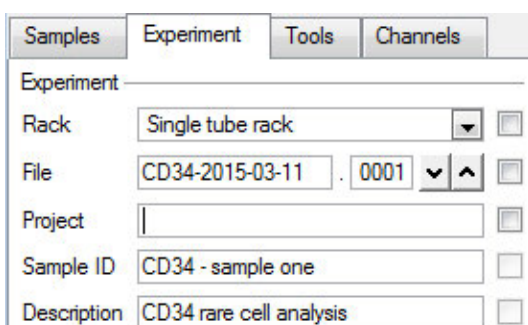 Samples Experiment Tools Channels
Experiment
Rack Single tube rack
File CD34-2015-03-11 . 0001
Project
Sample ID CD34 - sample one
Description CD34 rare cell analysis